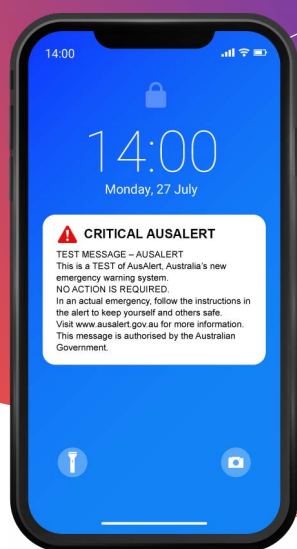 14:00
14:00
Monday, 27 July
CRITICAL AUSALERT
TEST MESSAGE – AUSALERT
This is a TEST of AusAlert, Australia's new
emergency warning system.
NO ACTION IS REQUIRED.
In an actual emergency, follow the instructions in
the alert to keep yourself and others safe.
Visit www.ausalert.gov.au for more information.
This message is authorised by the Australian
Government.